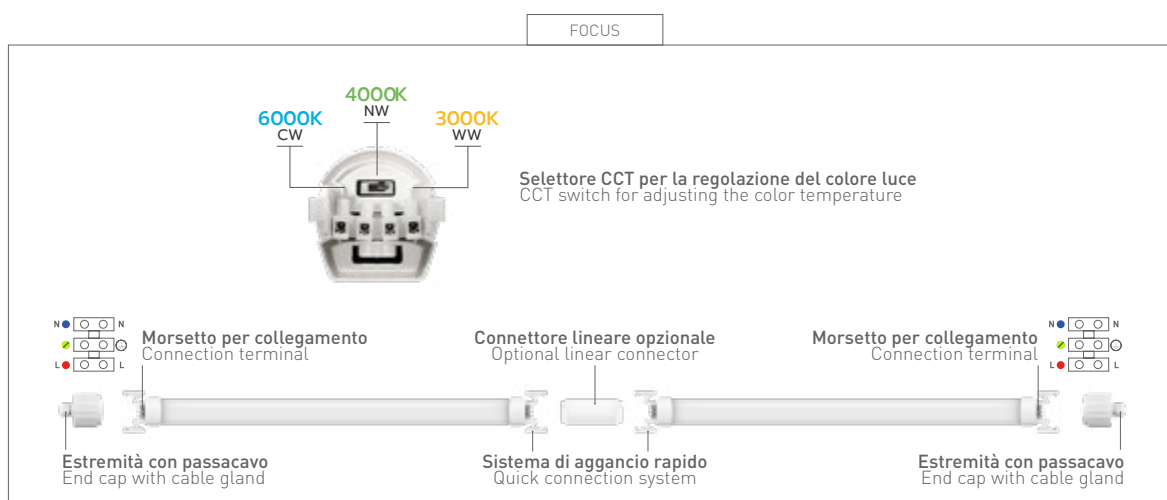 FOCUS
4000K
NW
6000K
CW
3000K
WW
Selettore CCT per la regolazione del colore luce
CCT switch for adjusting the color temperature
N N
L L
Morsetto per collegamento
Connection terminal
Connettore lineare opzionale
Optional linear connector
Morsetto per collegamento
Connection terminal
N N
L L
Estremità con passacavo
End cap with cable gland
Sistema di aggancio rapido
Quick connection system
Estremità con passacavo
End cap with cable gland